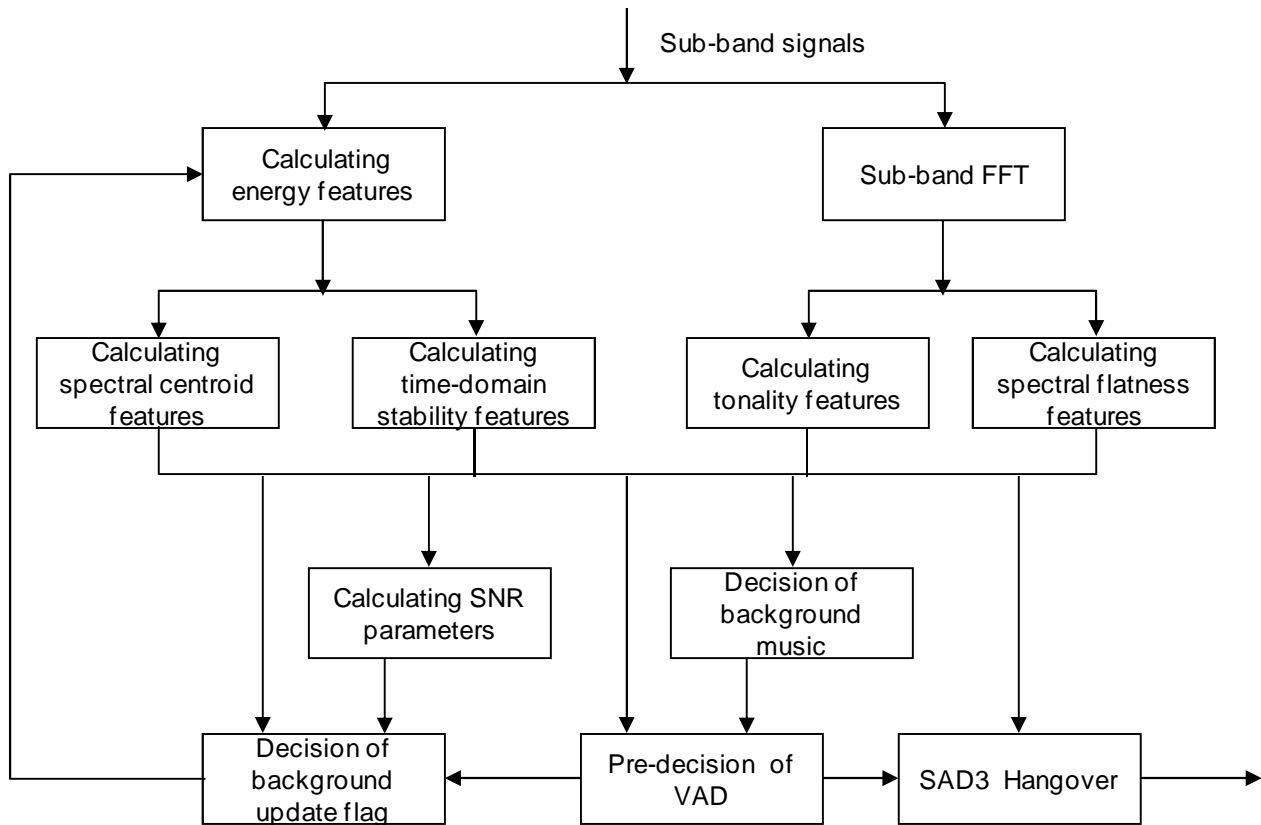 Sub-band signals
Calculating
energy features
Sub-band FFT
Calculating
spectral centroid
features
Calculating
time-domain
stability features
Calculating
tonality features
Calculating
spectral flatness
features
Calculating SNR
parameters
Decision of
background
music
Decision of
background
update flag
Pre-decision of
VAD
SAD3 Hangover